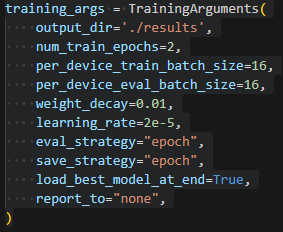 training_args = TrainingArguments(
    output_dir='./results',
    num_train_epochs=2,
    per_device_train_batch_size=16,
    per_device_eval_batch_size=16,
    weight_decay=0.01,
    learning_rate=2e-5,
    eval_strategy="epoch",
    save_strategy="epoch",
    load_best_model_at_end=True,
    report_to="none",
)